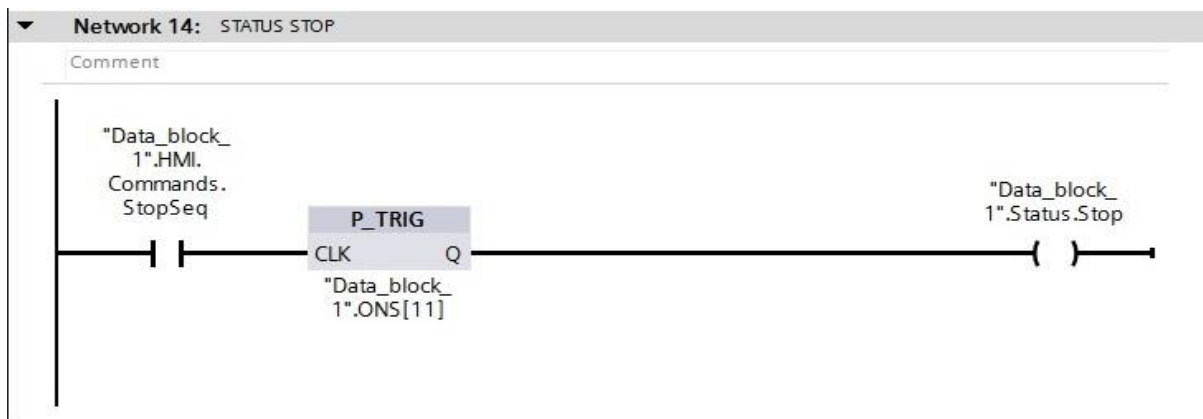 Network 14: STATUS STOP
Comment
"Data_block_
1".HMI.
Commands.
StopSeq
P_TRIG
CLK Q
"Data_block_
1".ONS[11]
"Data_block_
1".Status.Stop